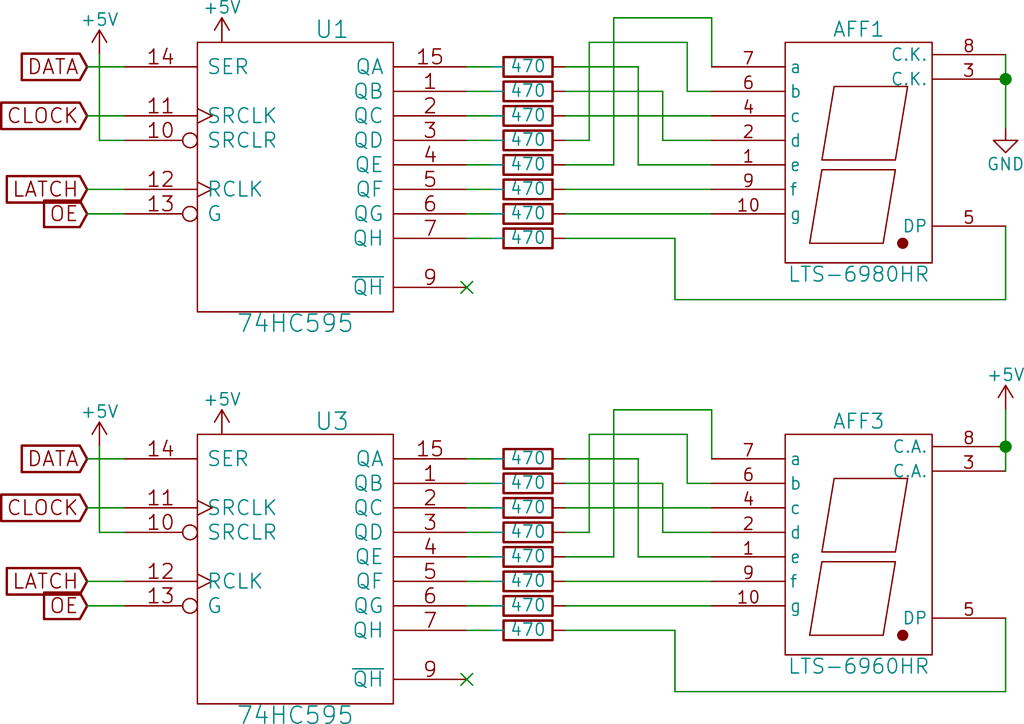 +5V
+5V
U1
AFF1
DATA
14
SER
QA
15
470
7
a
C.K.
8
QB
1
470
6
b
C.K.
3
CLOCK
11
SRCLK
QC
2
470
4
c
10
SRCLR
QD
3
470
2
d
QE
4
470
1
e
GND
LATCH
12
RCLK
QF
5
470
9
f
OE
13
G
QG
6
470
10
g
DP
5
QH
7
470
QH
9
LTS-6980HR
74HC595
+5V
+5V
+5V
U3
AFF3
DATA
14
SER
QA
15
470
7
a
C.A.
8
QB
1
470
6
b
C.A.
3
CLOCK
11
SRCLK
QC
2
470
4
c
10
SRCLR
QD
3
470
2
d
QE
4
470
1
e
LATCH
12
RCLK
QF
5
470
9
f
OE
13
G
QG
6
470
10
g
DP
5
QH
7
470
QH
9
LTS-6960HR
74HC595